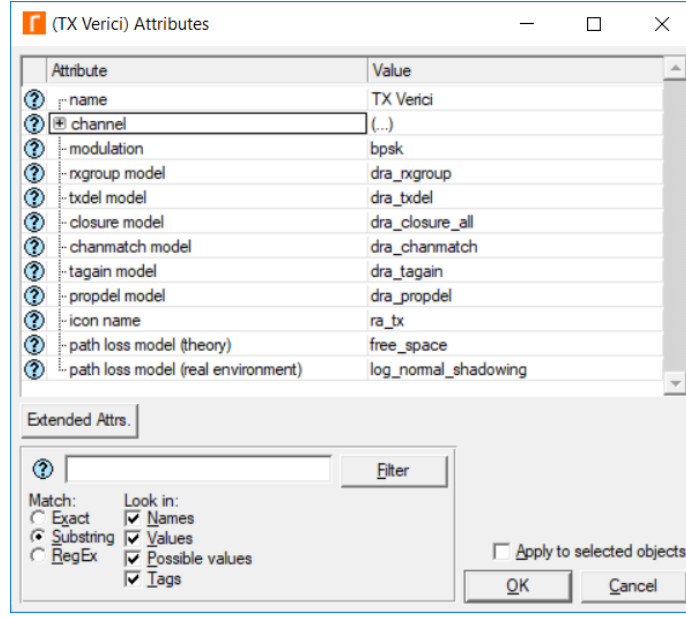 (TX Verici) Attributes
Attribute Value
name TX Verici
channel (...)
modulation bpsk
rxgroup model dra_rxgroup
txdel model dra_txdel
closure model dra_closure_all
chanmatch model dra_chanmatch
tagain model dra_tagain
propdel model dra_propdel
icon name ra_tx
path loss model (theory) free_space
path loss model (real environment) log_normal_shadowing
Extended Attrs.
Filter
Match: Look in:
Exact Names
Substring Values
RegEx Possible values
Tags
Apply to selected objects
OK Cancel